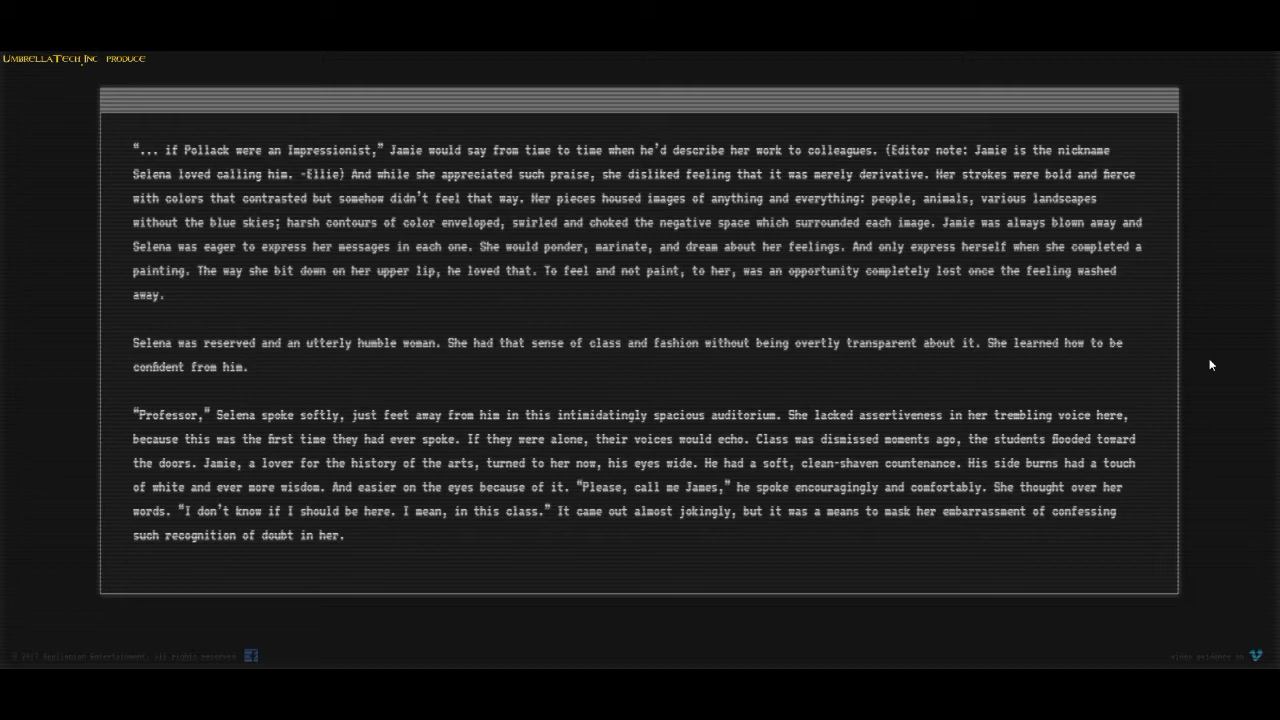 UmbrellaTech Inc produce
"... if Pollack were an Impressionist," Jamie would say from time to time when he'd describe her work to colleagues. {Editor note: Jamie is the nickname
Selena loved calling him. -Ellie} And while she appreciated such praise, she disliked feeling that it was merely derivative. Her strokes were bold and fierce
with colors that contrasted but somehow didn't feel that way. Her pieces housed images of anything and everything: people, animals, various landscapes
without the blue skies; harsh contours of color enveloped, swirled and choked the negative space which surrounded each image. Jamie was always blown away and
Selena was eager to express her messages in each one. She would ponder, marinate, and dream about her feelings. And only express herself when she completed a
painting. The way she bit down on her upper lip, he loved that. To feel and not paint, to her, was an opportunity completely lost once the feeling washed
away.
Selena was reserved and an utterly humble woman. She had that sense of class and fashion without being overtly transparent about it. She learned how to be
confident from him.
"Professor," Selena spoke softly, just feet away from him in this intimidatingly spacious auditorium. She lacked assertiveness in her trembling voice here,
because this was the first time they had ever spoke. If they were alone, their voices would echo. Class was dismissed moments ago, the students flooded toward
the doors. Jamie, a lover for the history of the arts, turned to her now, his eyes wide. He had a soft, clean-shaven countenance. His side burns had a touch
of white and ever more wisdom. And easier on the eyes because of it. "Please, call me James," he spoke encouragingly and comfortably. She thought over her
words. "I don't know if I should be here. I mean, in this class." It came out almost jokingly, but it was a means to mask her embarrassment of confessing
such recognition of doubt in her.
© 2017 Entertainment. All rights reserved
video evidence on